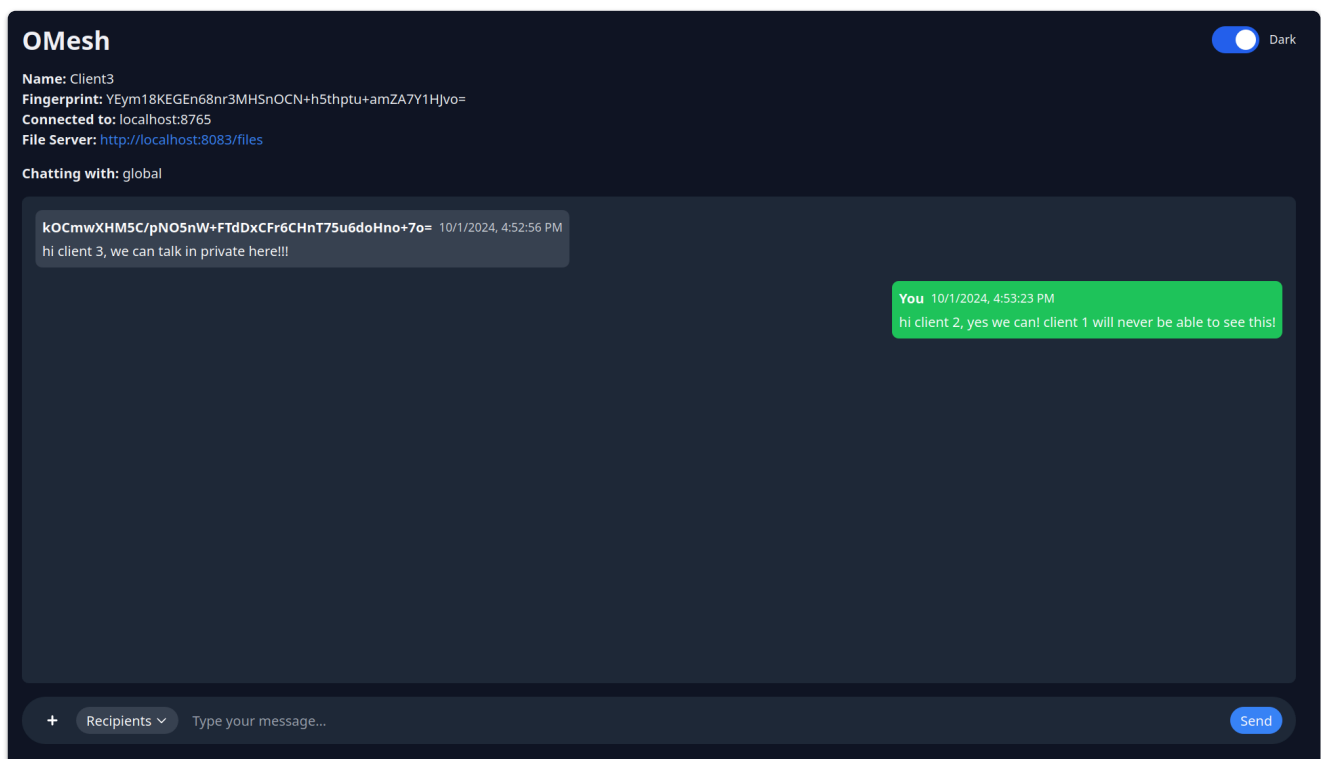 OMesh
Dark
Name: Client3
Fingerprint: YEym18KEGEn68nr3MHSnOCN+h5thptu+amZA7Y1HJvo=
Connected to: localhost:8765
File Server: http://localhost:8083/files
Chatting with: global
kOCmwXHM5C/pNO5nW+FTdDxCFr6CHnT75u6doHno+7o= 10/1/2024, 4:52:56 PM
hi client 3, we can talk in private here!!!
You 10/1/2024, 4:53:23 PM
hi client 2, yes we can! client 1 will never be able to see this!
+ Recipients Type your message... Send